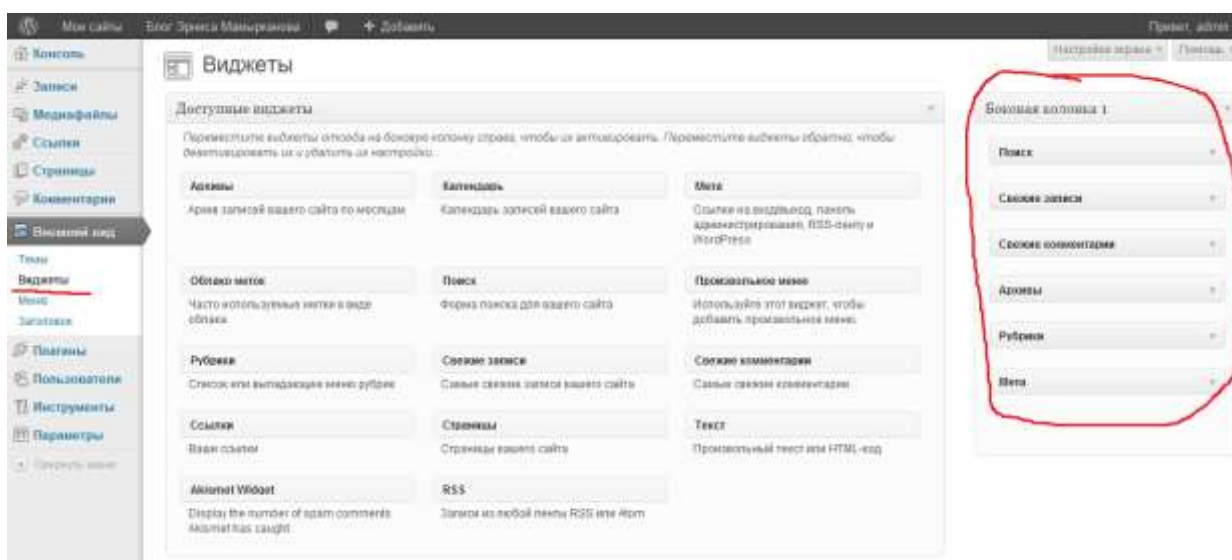 Мои сайты Блог Эрниса Мамырканова + Добавить Привет, admin
Настройки экрана Помощь
Консоль
Записи
Медиафайлы
Ссылки
Страницы
Комментарии
Внешний вид
Темы
Виджеты
Меню
Заголовок
Плагины
Пользователи
Инструменты
Параметры
Свернуть меню
Виджеты
Доступные виджеты
Переместите виджеты отсюда на боковую колонку справа, чтобы их активировать. Переместите виджеты обратно, чтобы
деактивировать их и удалить их настройки.
Архивы
Архив записей вашего сайта по месяцам
Календарь
Календарь записей вашего сайта
Мета
Ссылки на вход/выход, панель
администрирования, RSS-ленту и
WordPress
Облако меток
Часто используемые метки в виде
облака.
Поиск
Форма поиска для вашего сайта
Произвольное меню
Используйте этот виджет, чтобы
добавить произвольное меню.
Рубрики
Список или выпадающее меню рубрик
Свежие записи
Самые свежие записи вашего сайта
Свежие комментарии
Самые свежие комментарии
Ссылки
Ваши ссылки
Страницы
Страницы вашего сайта
Текст
Произвольный текст или HTML-код
Akismet Widget
Display the number of spam comments
Akismet has caught
RSS
Записи из любой ленты RSS или Atom
Боковая колонка 1
Поиск
Свежие записи
Свежие комментарии
Архивы
Рубрики
Мета